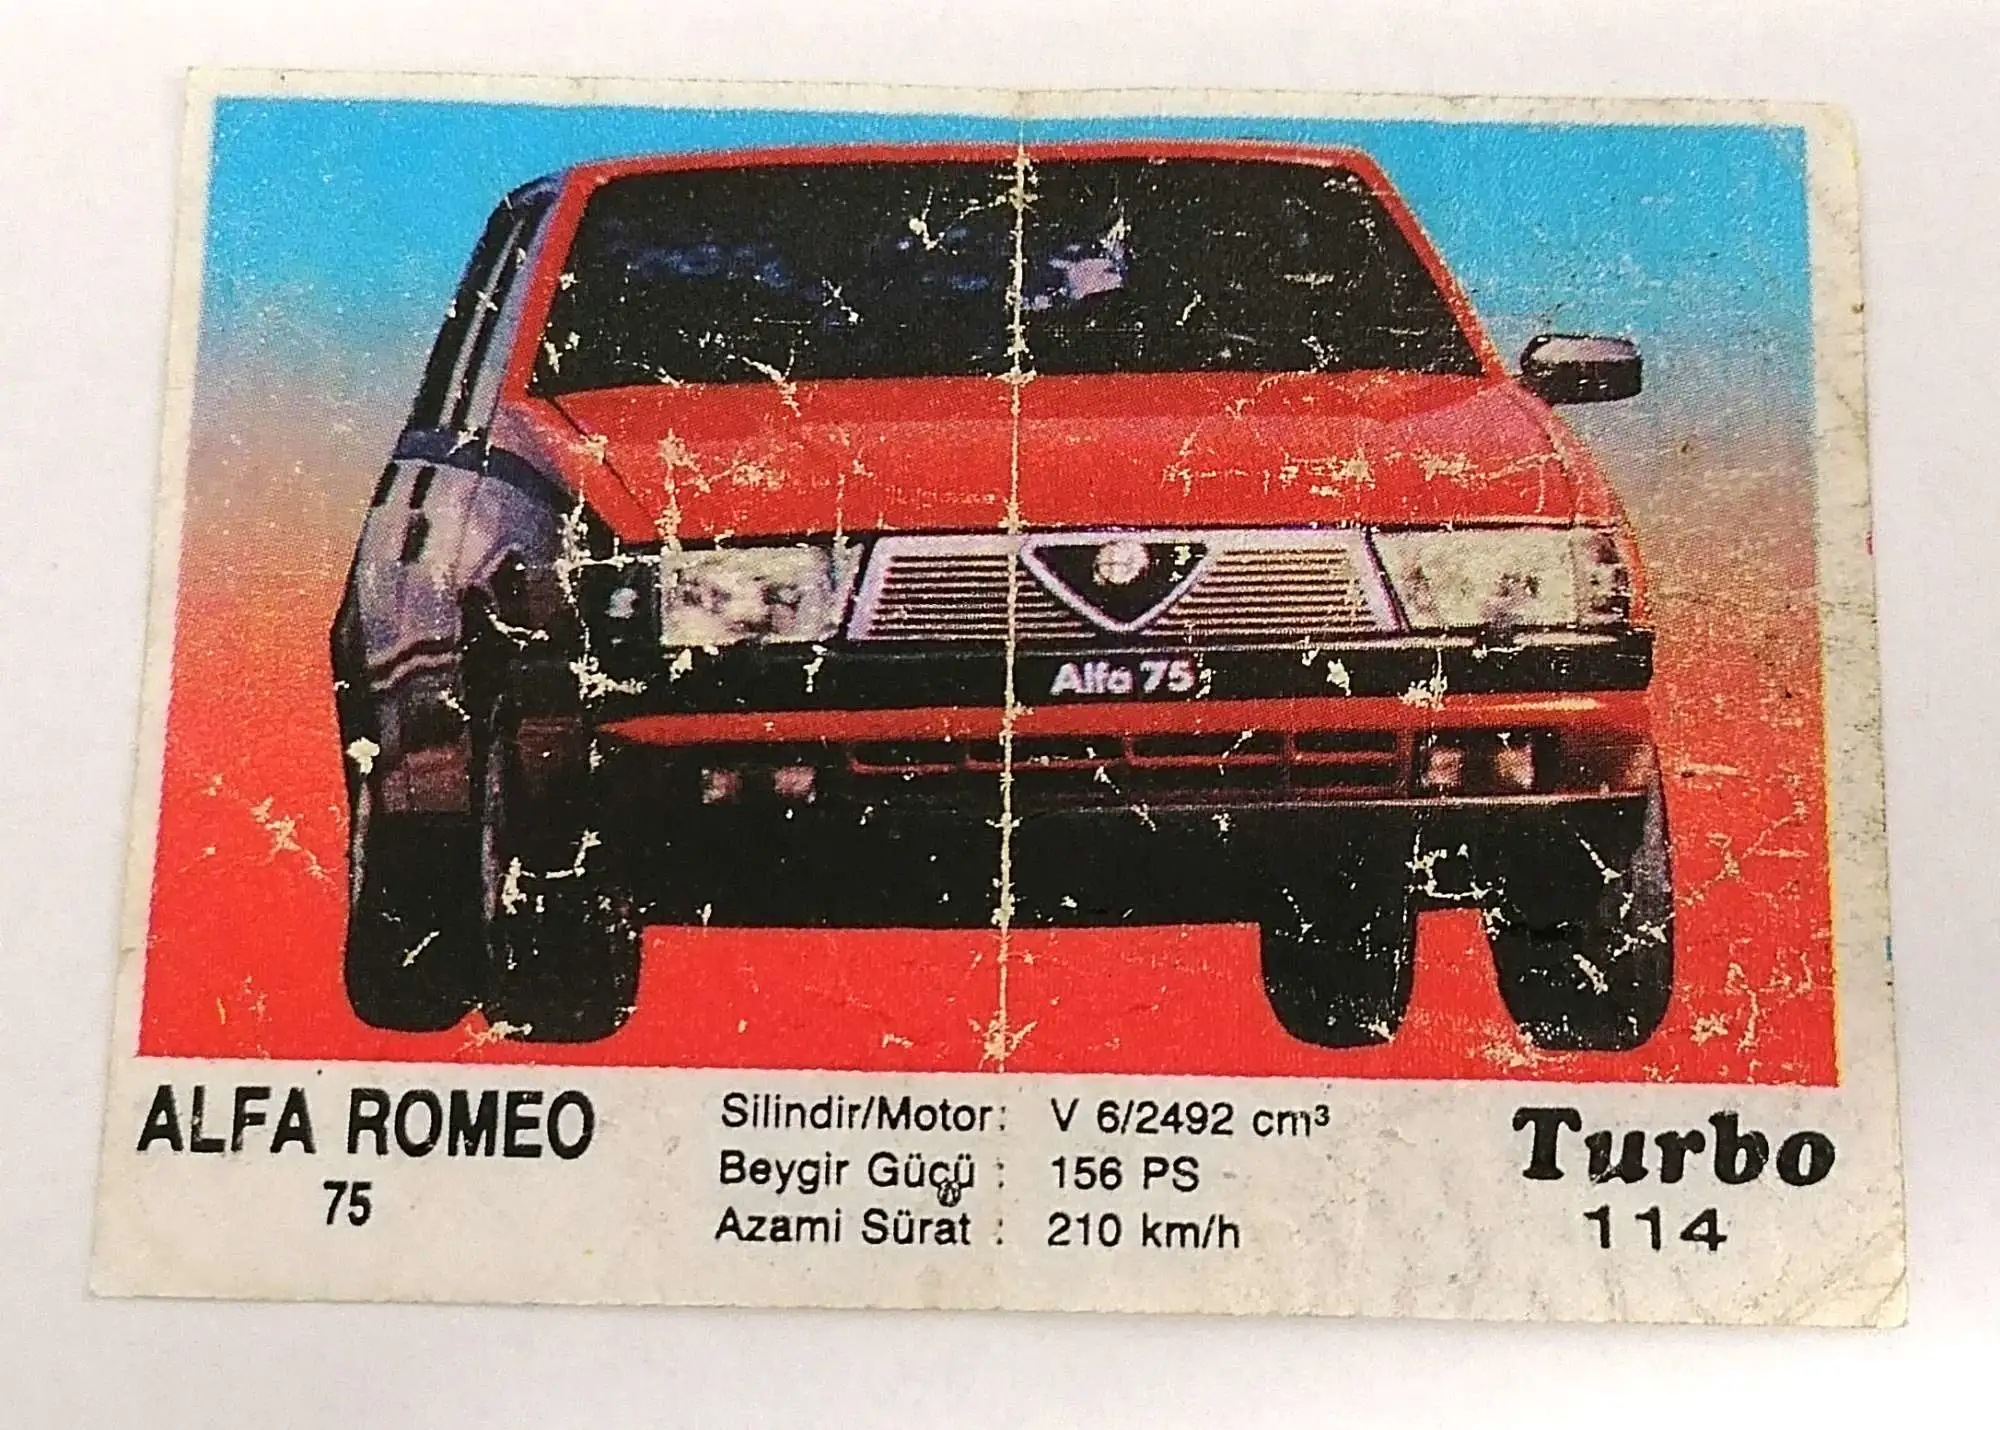 Alfa 75
ALFA ROMEO
75
Silindir/Motor: V 6/2492 cm³
Beygir Gücü : 156 PS
Azami Sürat : 210 km/h
Turbo
114